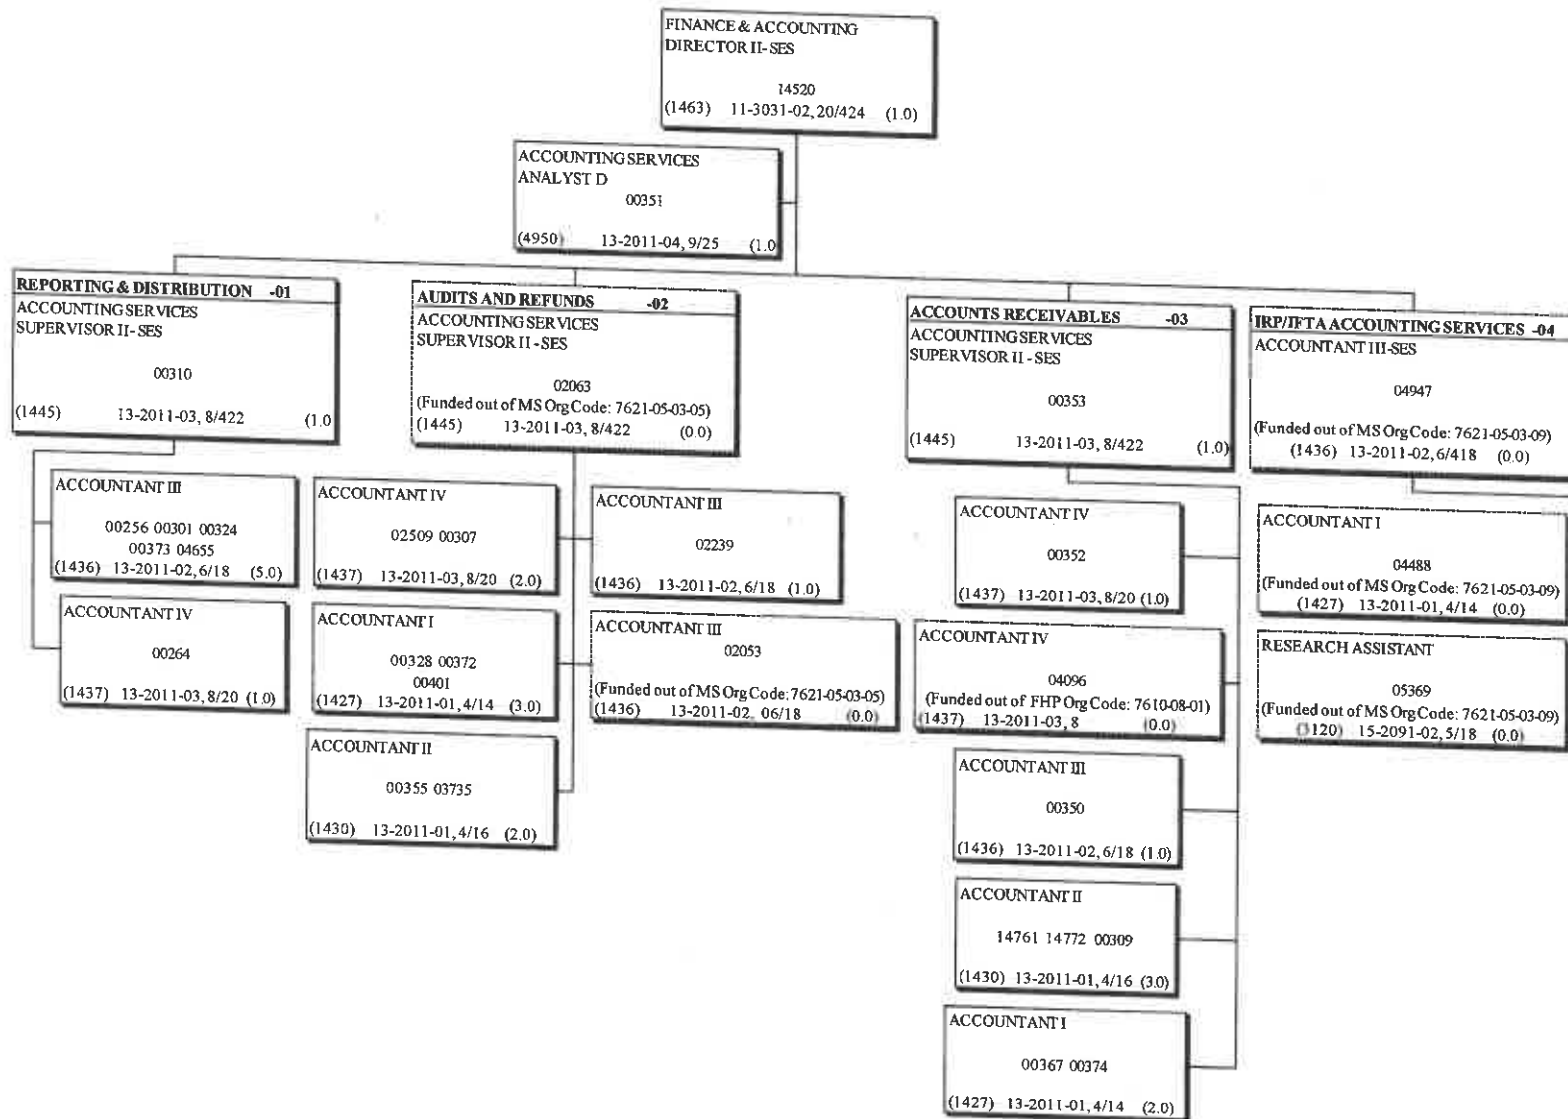 FINANCE & ACCOUNTING
DIRECTOR II-SES
14520
(1463) 11-3031-02, 20/424 (1.0)
ACCOUNTING SERVICES
ANALYST D
00351
(4950) 13-2011-04, 9/25 (1.0
REPORTING & DISTRIBUTION -01
ACCOUNTING SERVICES
SUPERVISOR II-SES
00310
(1445) 13-2011-03, 8/422 (1.0
ACCOUNTANT III
00256 00301 00324
00373 04655
(1436) 13-2011-02, 6/18 (5.0)
ACCOUNTANT IV
00264
(1437) 13-2011-03, 8/20 (1.0)
AUDITS AND REFUNDS -02
ACCOUNTING SERVICES
SUPERVISOR II - SES
02063
(Funded out of MS Org Code: 7621-05-03-05)
(1445) 13-2011-03, 8/422 (0.0)
ACCOUNTANT IV
02509 00307
(1437) 13-2011-03, 8/20 (2.0)
ACCOUNTANT I
00328 00372
00401
(1427) 13-2011-01, 4/14 (3.0)
ACCOUNTANT II
00355 03735
(1430) 13-2011-01, 4/16 (2.0)
ACCOUNTANT III
02239
(1436) 13-2011-02, 6/18 (1.0)
ACCOUNTANT III
02053
(Funded out of MS Org Code: 7621-05-03-05)
(1436) 13-2011-02, 06/18 (0.0)
ACCOUNTS RECEIVABLES -03
ACCOUNTING SERVICES
SUPERVISOR II - SES
00353
(1445) 13-2011-03, 8/422 (1.0)
ACCOUNTANT IV
00352
(1437) 13-2011-03, 8/20 (1.0)
ACCOUNTANT IV
04096
(Funded out of FHP Org Code: 7610-08-01)
(1437) 13-2011-03, 8 (0.0)
ACCOUNTANT III
00350
(1436) 13-2011-02, 6/18 (1.0)
ACCOUNTANT II
14761 14772 00309
(1430) 13-2011-01, 4/16 (3.0)
ACCOUNTANT I
00367 00374
(1427) 13-2011-01, 4/14 (2.0)
IRP/IFTA ACCOUNTING SERVICES -04
ACCOUNTANT III-SES
04947
(Funded out of MS Org Code: 7621-05-03-09)
(1436) 13-2011-02, 6/418 (0.0)
ACCOUNTANT I
04488
(Funded out of MS Org Code: 7621-05-03-09)
(1427) 13-2011-01, 4/14 (0.0)
RESEARCH ASSISTANT
05369
(Funded out of MS Org Code: 7621-05-03-09)
(3120) 15-2091-02, 5/18 (0.0)